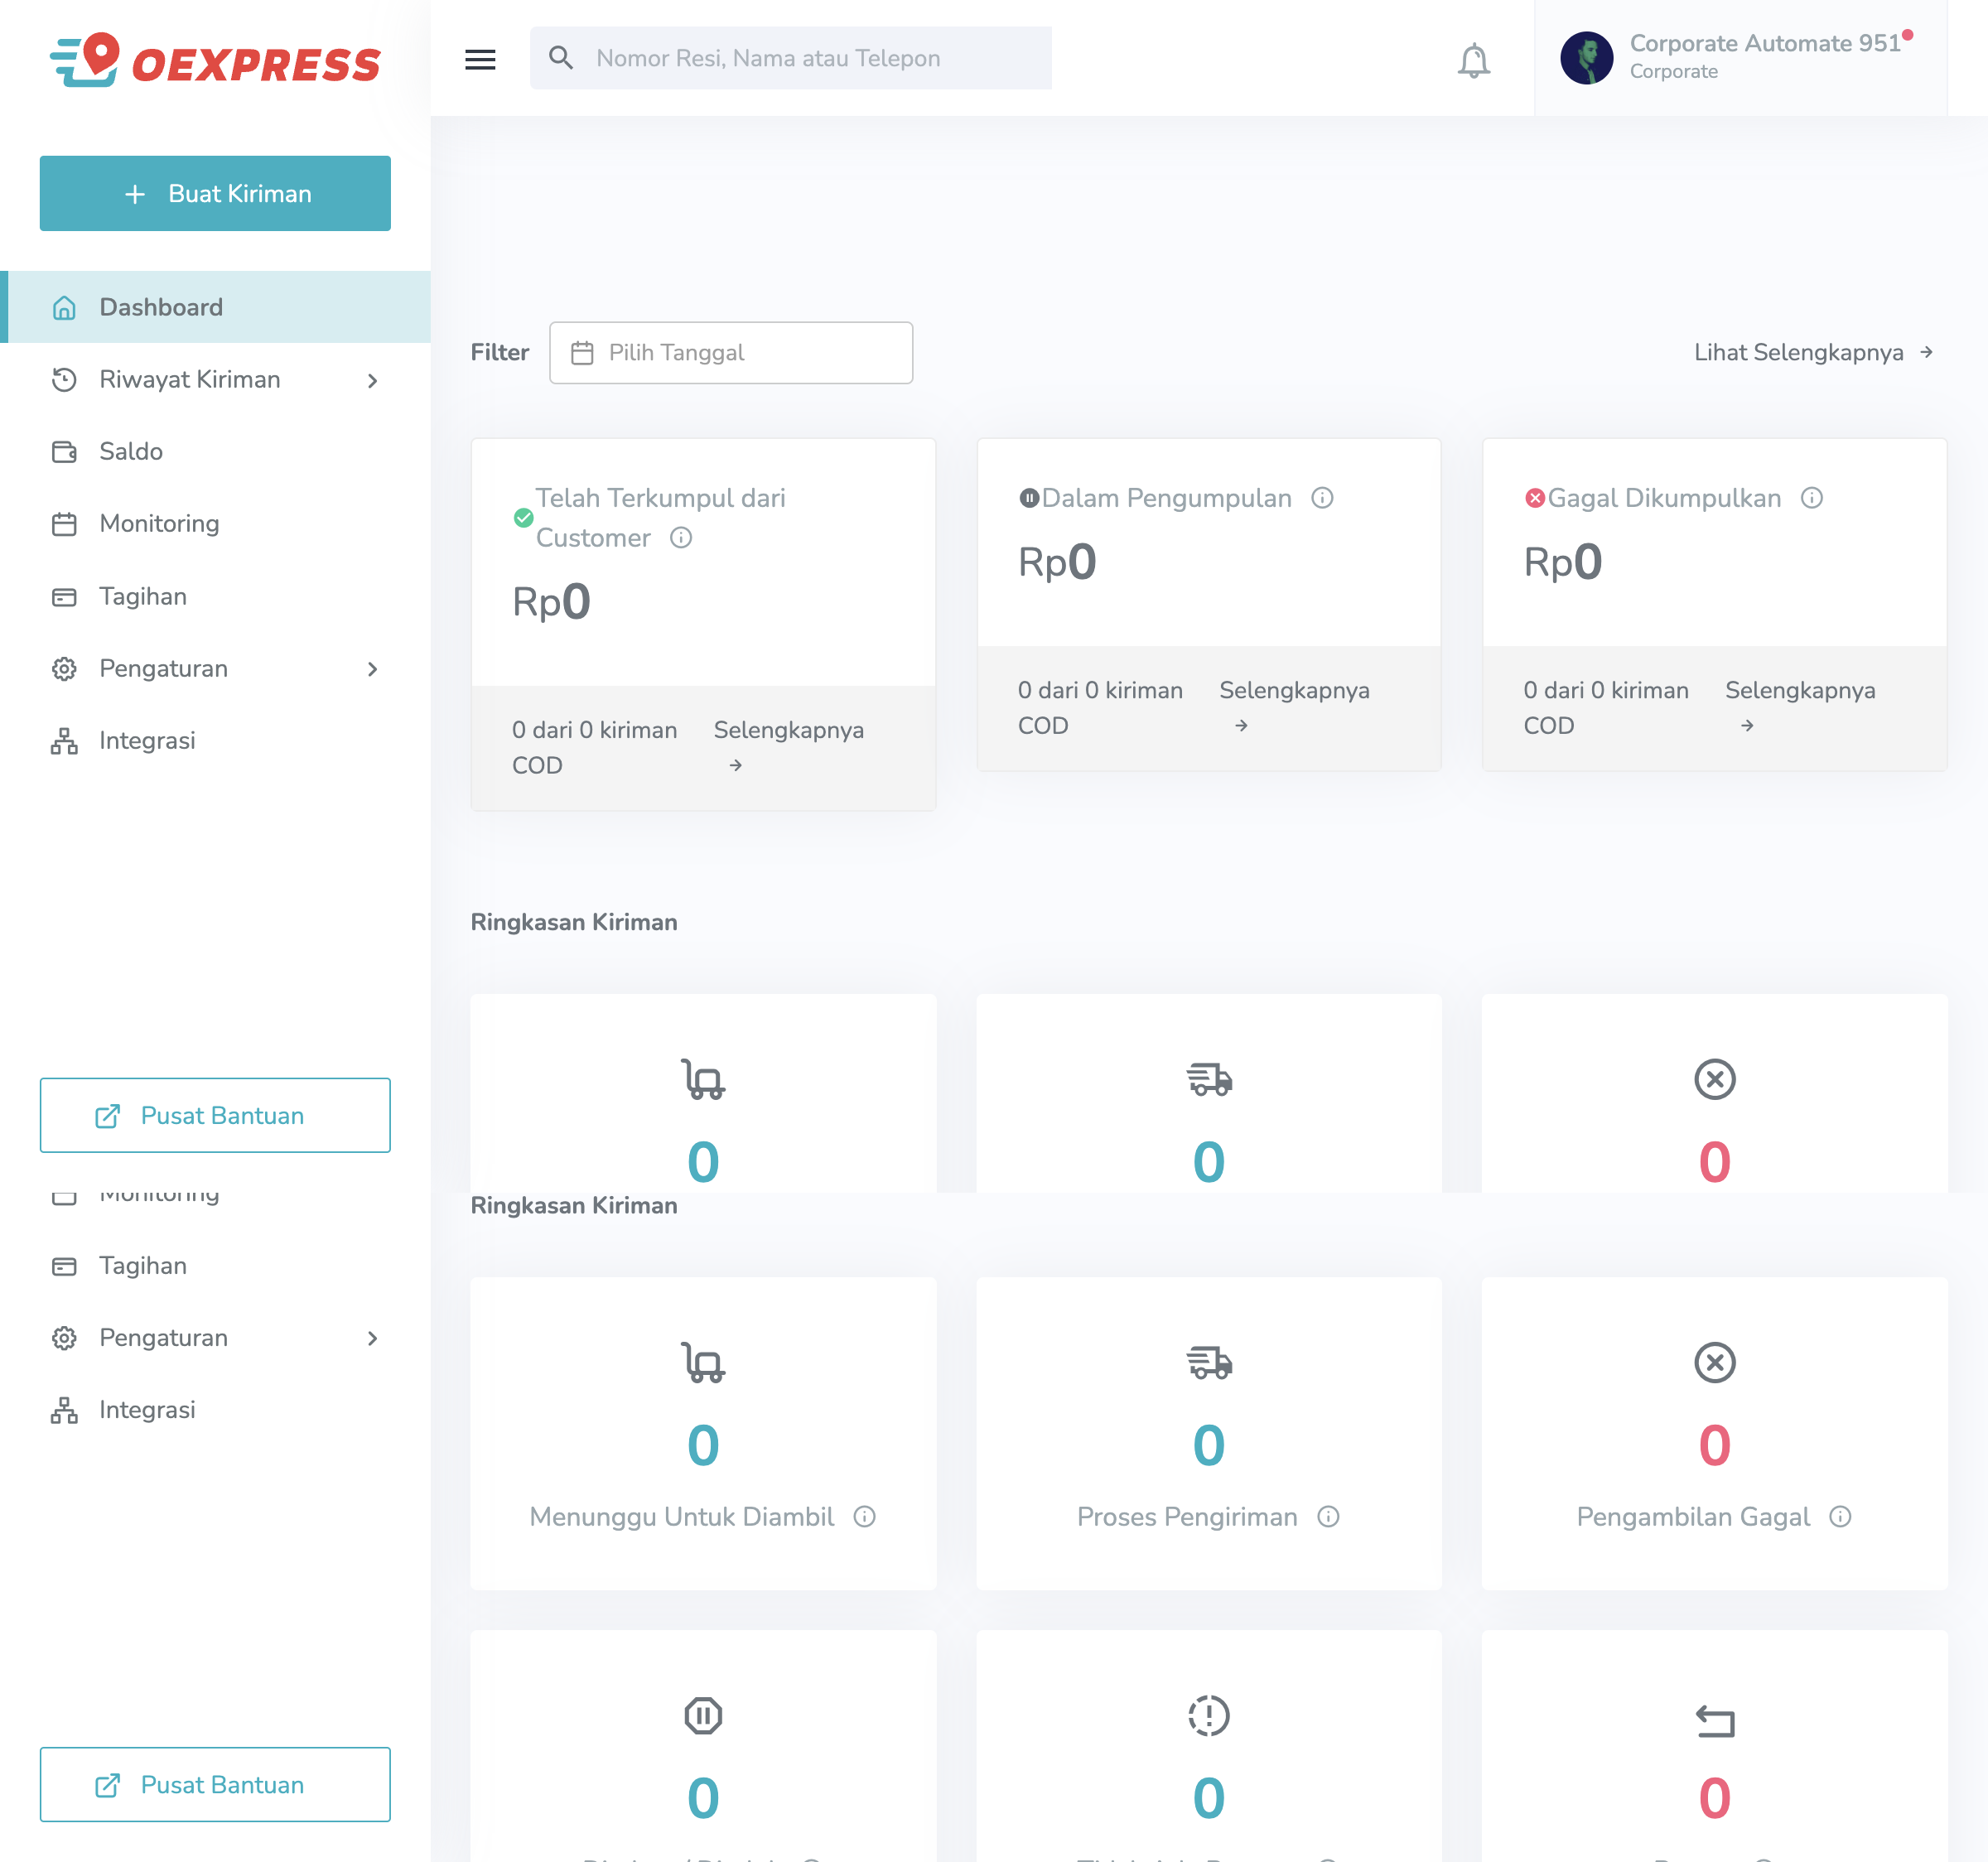 OEXPRESS
Nomor Resi, Nama atau Telepon
Corporate Automate 951
Corporate
Buat Kiriman
Dashboard
Riwayat Kiriman
Saldo
Monitoring
Tagihan
Pengaturan
Integrasi
Pusat Bantuan
Filter
Pilih Tanggal
Lihat Selengkapnya →
Telah Terkumpul dari
Customer
Rp0
0 dari 0 kiriman
COD
Selengkapnya
→
Dalam Pengumpulan
Rp0
0 dari 0 kiriman
COD
Selengkapnya
→
Gagal Dikumpulkan
Rp0
0 dari 0 kiriman
COD
Selengkapnya
→
Ringkasan Kiriman
0
0
0
Monitoring
Tagihan
Pengaturan
Integrasi
Pusat Bantuan
Ringkasan Kiriman
0
Menunggu Untuk Diambil
0
Proses Pengiriman
0
Pengambilan Gagal
0
0
0